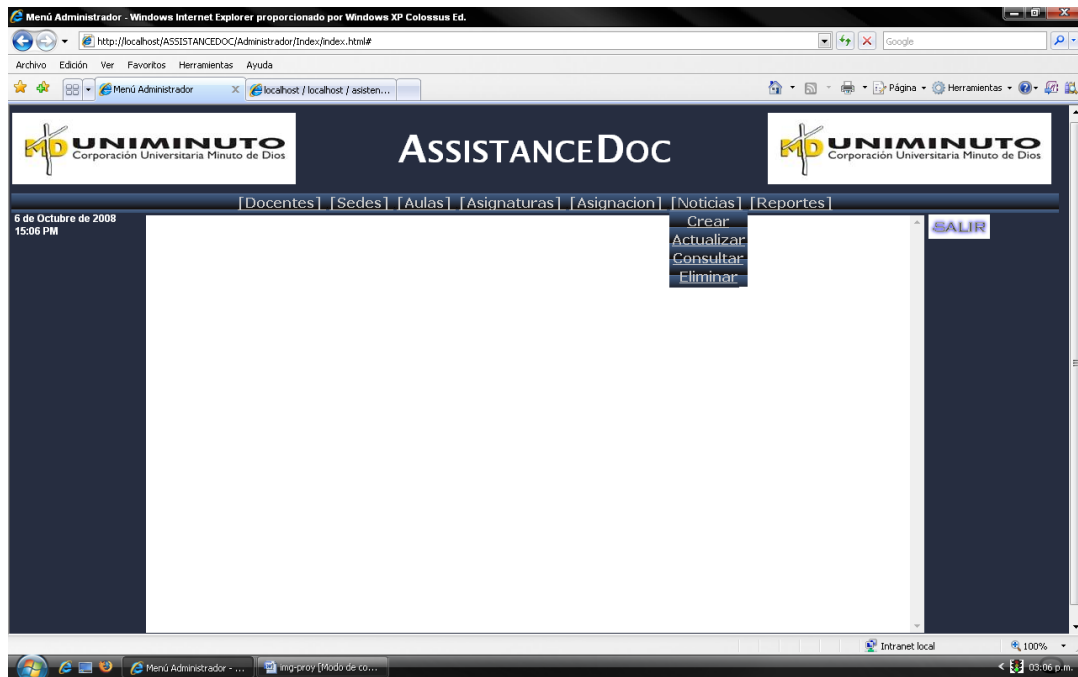 Menú Administrador - Windows Internet Explorer proporcionado por Windows XP Colossus Ed.
http://localhost/ASSISTANCEDOC/Administrador/Index/index.html#
Google
Archivo Edición Ver Favoritos Herramientas Ayuda
Menú Administrador localhost / localhost / asisten...
Página Herramientas
MD UNIMINUTO
Corporación Universitaria Minuto de Dios
ASSISTANCEDOC
MD UNIMINUTO
Corporación Universitaria Minuto de Dios
[Docentes] [Sedes] [Aulas] [Asignaturas] [Asignacion] [Noticias] [Reportes]
6 de Octubre de 2008
15:06 PM
Crear
Actualizar
Consultar
Eliminar
SALIR
Intranet local 100%
Menú Administrador - ... img-proy [Modo de co... 03:06 p.m.